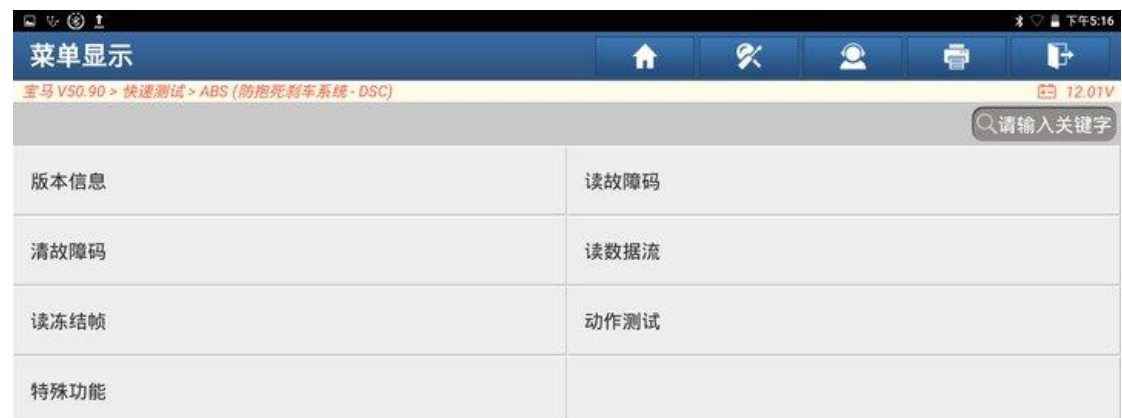 下午5:16
菜单显示
宝马 V50.90 > 快速测试 > ABS (防抱死刹车系统 - DSC)
12.01V
请输入关键字
版本信息
读故障码
清故障码
读数据流
读冻结帧
动作测试
特殊功能